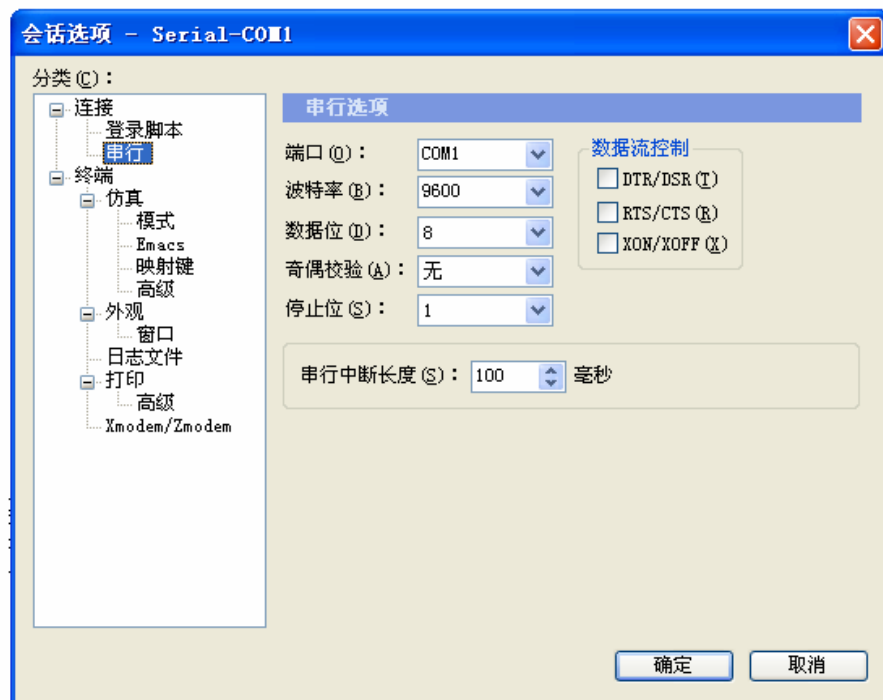 会话选项 - Serial-COM1
分类(C)：
连接
登录脚本
串行
终端
仿真
模式
Emacs
映射键
高级
外观
窗口
日志文件
打印
高级
Xmodem/Zmodem
串行选项
端口(O)： COM1
波特率(B)： 9600
数据位(D)： 8
奇偶校验(A)： 无
停止位(S)： 1
数据流控制
DTR/DSR(T)
RTS/CTS(R)
XON/XOFF(X)
串行中断长度(S)： 100 毫秒
确定 取消